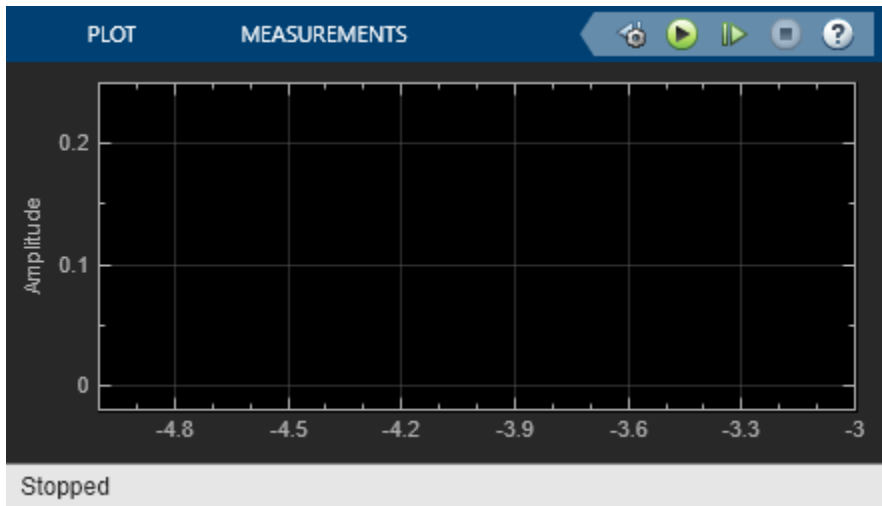 PLOT MEASUREMENTS ?
Amplitude
0.2
0.1
0
-4.8 -4.5 -4.2 -3.9 -3.6 -3.3 -3
Stopped